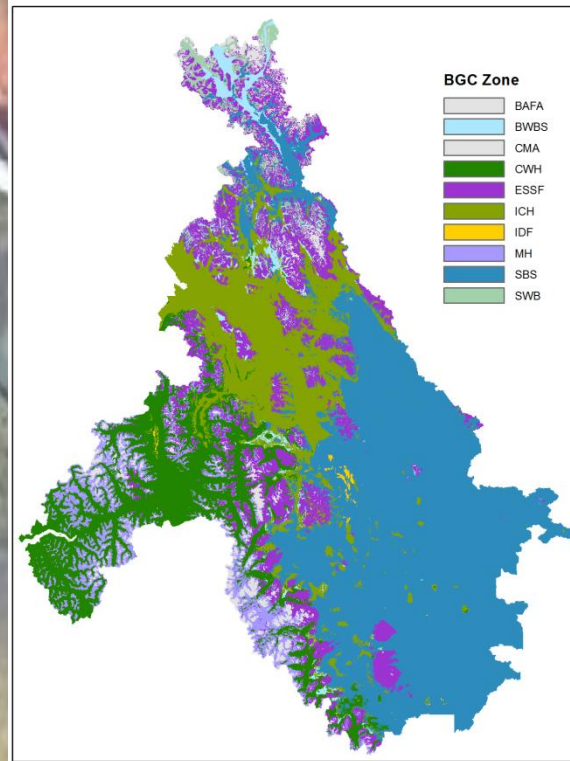 BGC Zone
BAFA
BWBS
CMA
CWH
ESSF
ICH
IDF
MH
SBS
SWB